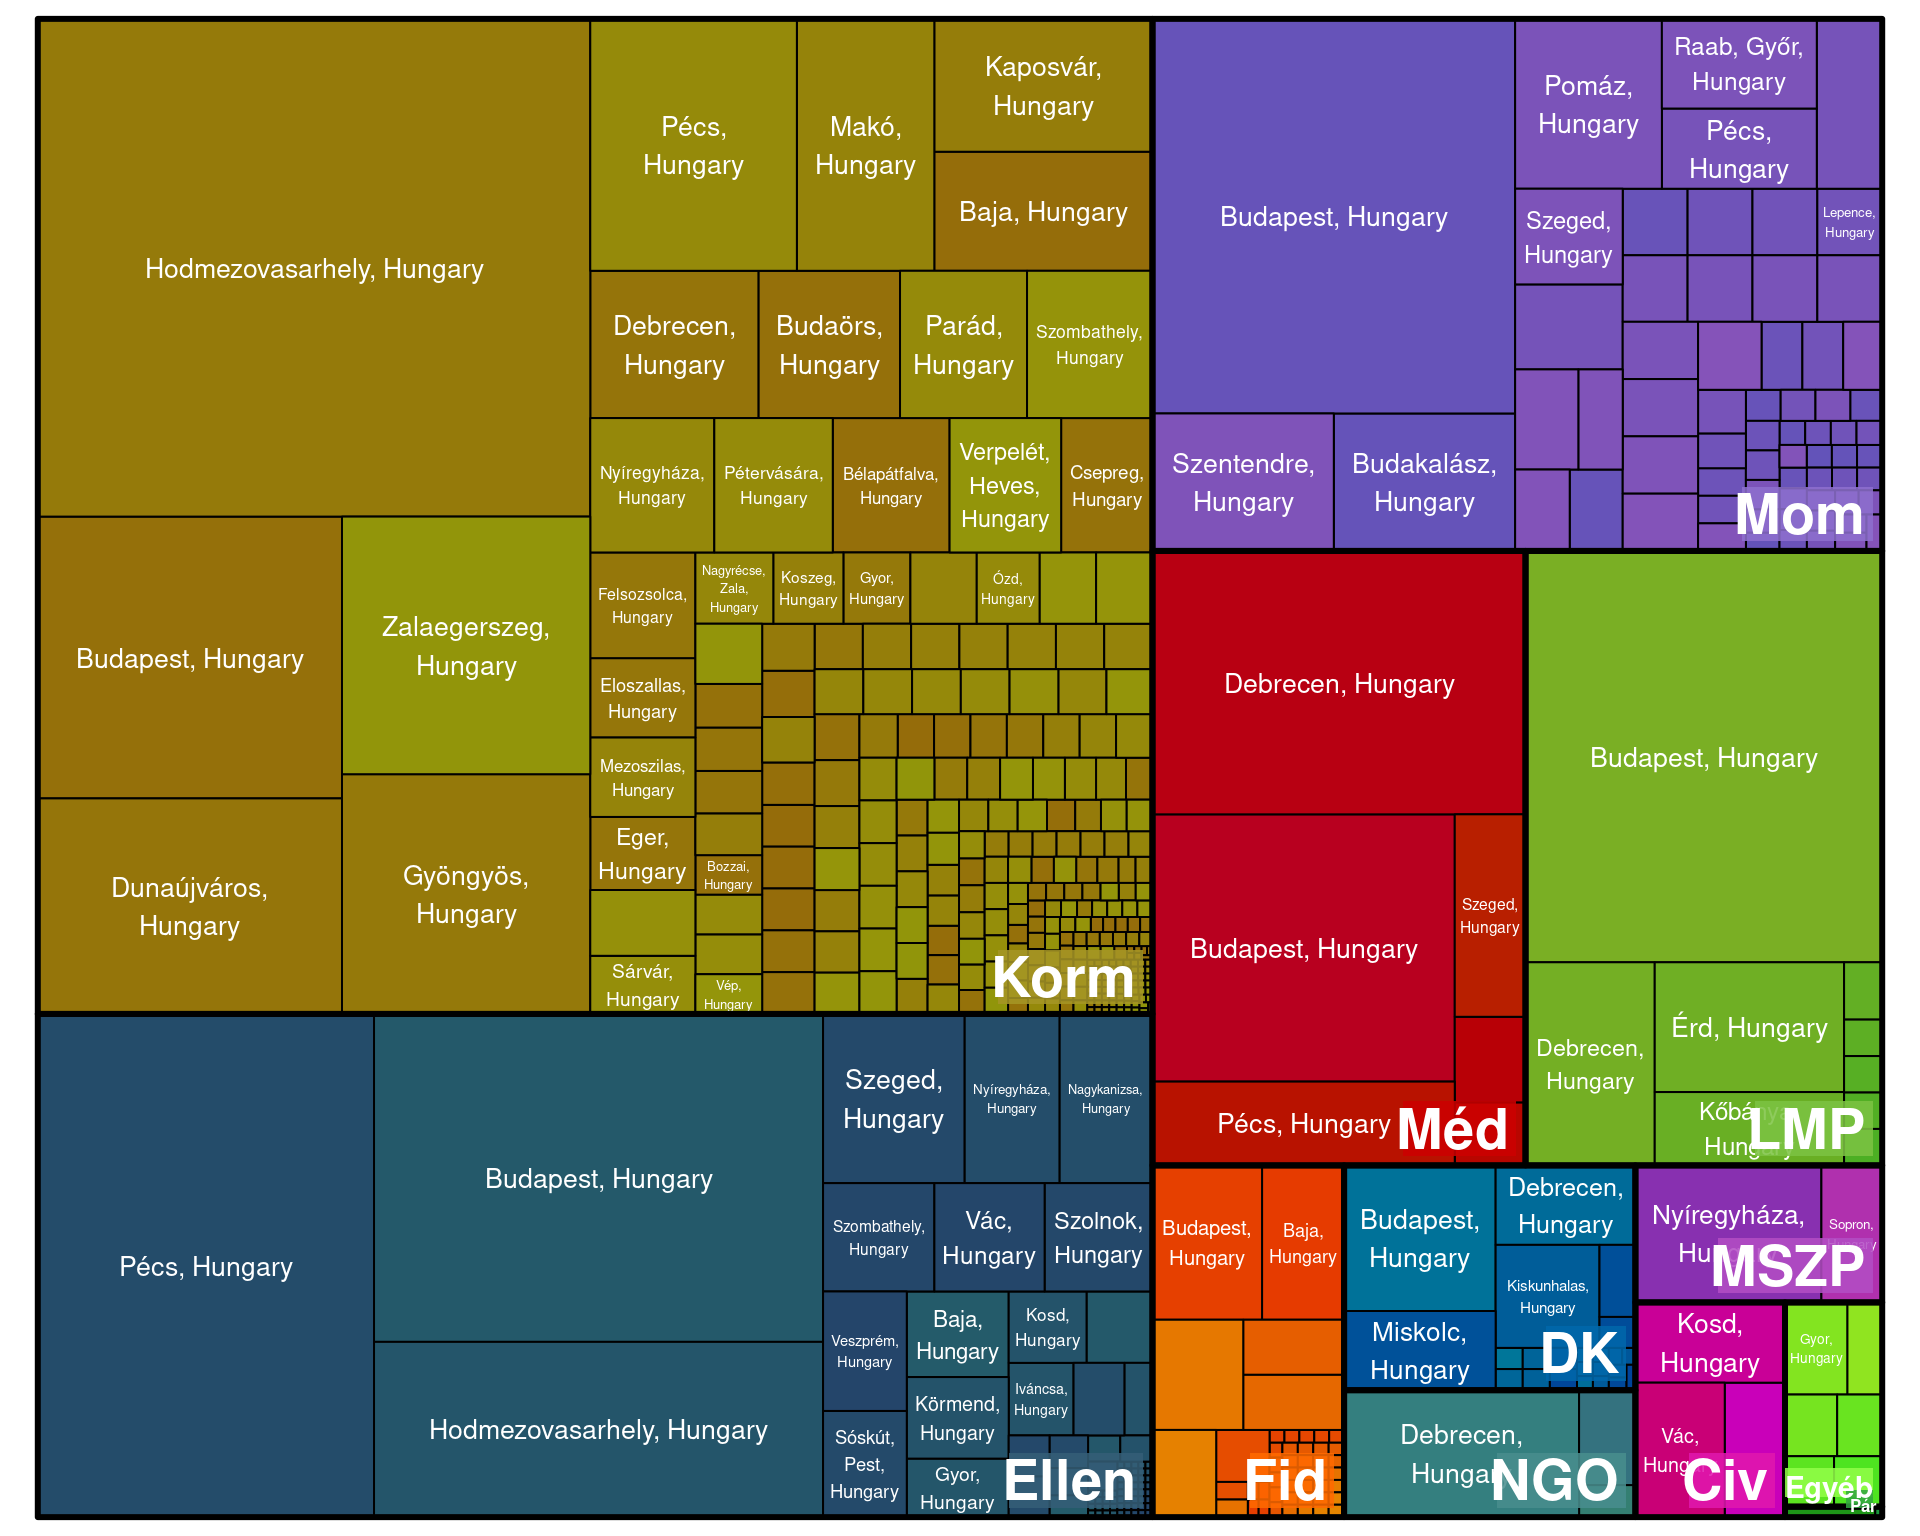 Hodmezovasarhely, Hungary
Pécs,
Hungary
Makó,
Hungary
Kaposvár,
Hungary
Baja, Hungary
Debrecen,
Hungary
Budaörs,
Hungary
Parád,
Hungary
Szombathely,
Hungary
Nyíregyháza,
Hungary
Pétervására,
Hungary
Bélapátfalva,
Hungary
Verpelét,
Heves,
Hungary
Csepreg,
Hungary
Budapest, Hungary
Zalaegerszeg,
Hungary
Dunaújváros,
Hungary
Gyöngyös,
Hungary
Felsozsolca,
Hungary
Nagyrécse,
Zala,
Hungary
Koszeg,
Hungary
Gyor,
Hungary
Ózd,
Hungary
Eloszallas,
Hungary
Mezoszilas,
Hungary
Eger,
Hungary
Bozzai,
Hungary
Sárvár,
Hungary
Vép,
Hungary
Korm
Budapest, Hungary
Pomáz,
Hungary
Raab, Győr,
Hungary
Pécs,
Hungary
Szeged,
Hungary
Lepence,
Hungary
Szentendre,
Hungary
Budakalász,
Hungary
Mom
Debrecen, Hungary
Budapest, Hungary
Szeged,
Hungary
Pécs, Hungary
Méd
Budapest, Hungary
Debrecen,
Hungary
Érd, Hungary
Kőbánya,
Hungary
LMP
Pécs, Hungary
Budapest, Hungary
Hodmezovasarhely, Hungary
Szeged,
Hungary
Nyíregyháza,
Hungary
Nagykanizsa,
Hungary
Szombathely,
Hungary
Vác,
Hungary
Szolnok,
Hungary
Veszprém,
Hungary
Baja,
Hungary
Kosd,
Hungary
Körmend,
Hungary
Iváncsa,
Hungary
Sóskút,
Pest,
Hungary
Gyor,
Hungary
Ellen
Budapest,
Hungary
Baja,
Hungary
Fid
Budapest,
Hungary
Debrecen,
Hungary
Kiskunhalas,
Hungary
Miskolc,
Hungary
DK
Debrecen,
Hungary
NGO
Nyíregyháza,
Hungary
Sopron,
Hungary
MSZP
Kosd,
Hungary
Vác,
Hungary
Civ
Gyor,
Hungary
Egyéb
Pár